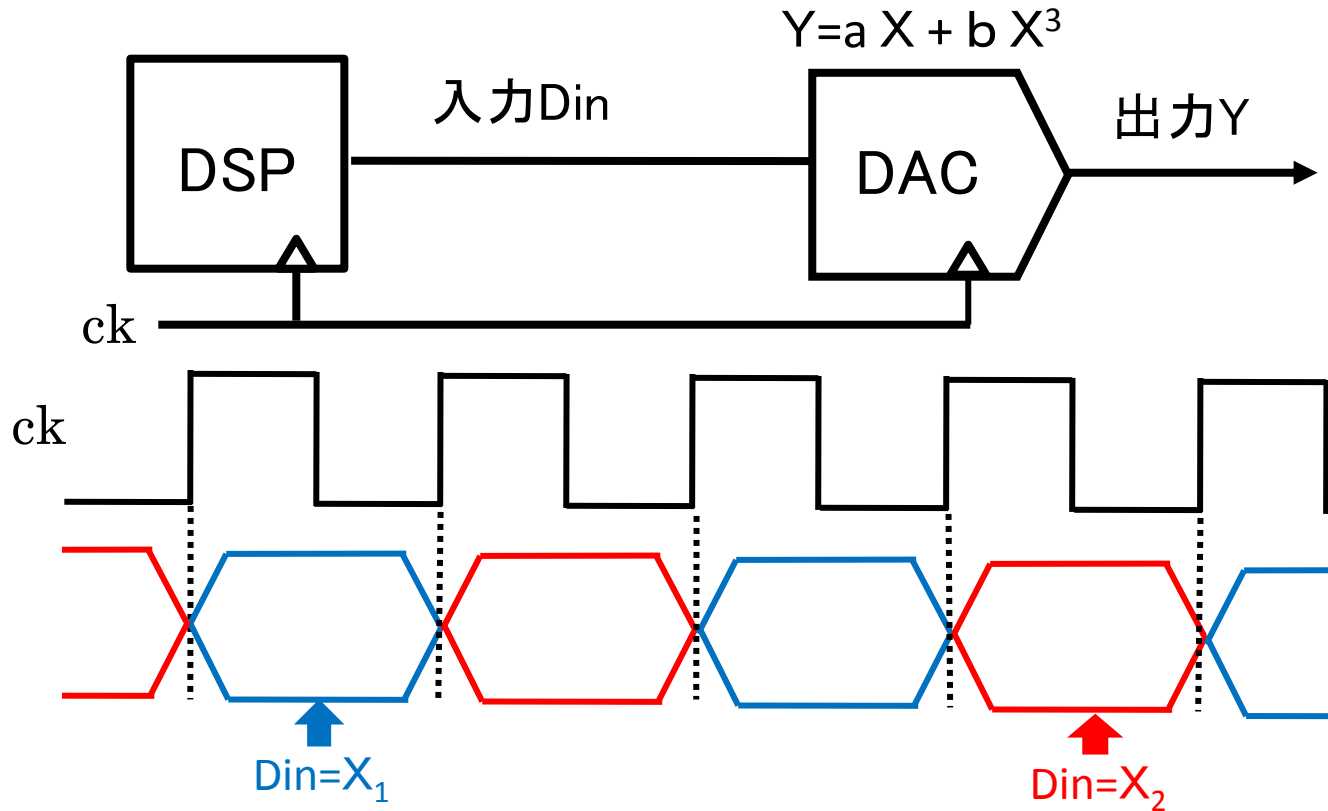 Y=a X + b X³
入力Din
出力Y
DSP
DAC
ck
ck
Din=X₁
Din=X₂